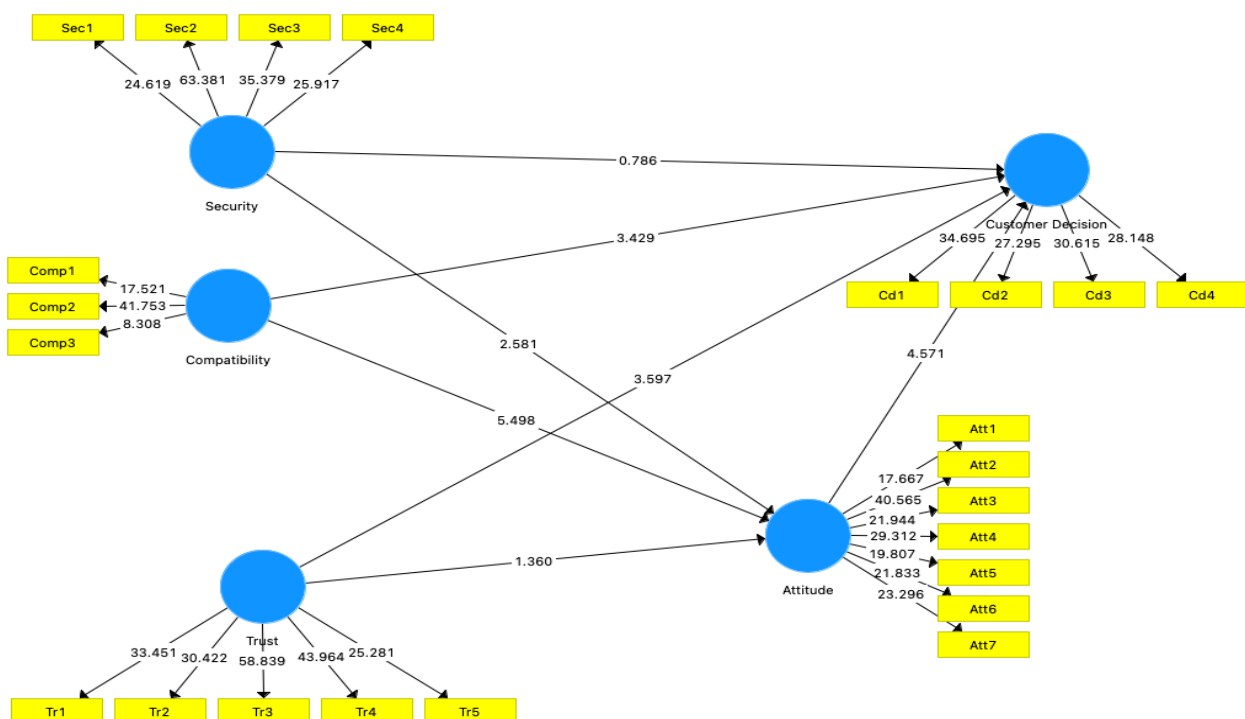 Sec1
Sec2
Sec3
Sec4
24.619
63.381
35.379
25.917
Security
0.786
Customer Decision
3.429
34.695
27.295
30.615
28.148
Cd1
Cd2
Cd3
Cd4
Comp1
Comp2
Comp3
17.521
41.753
8.308
Compatibility
2.581
3.597
4.571
5.498
Att1
Att2
Att3
Att4
Att5
Att6
Att7
17.667
40.565
21.944
29.312
19.807
21.833
23.296
Attitude
1.360
Trust
33.451
30.422
58.839
43.964
25.281
Tr1
Tr2
Tr3
Tr4
Tr5